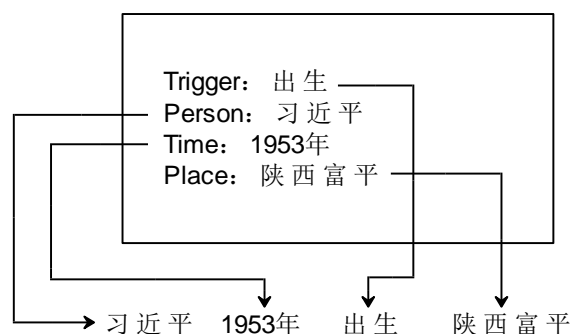 Trigger：出生
Person：习近平
Time：1953年
Place：陕西富平
习近平 1953年 出生 陕西富平